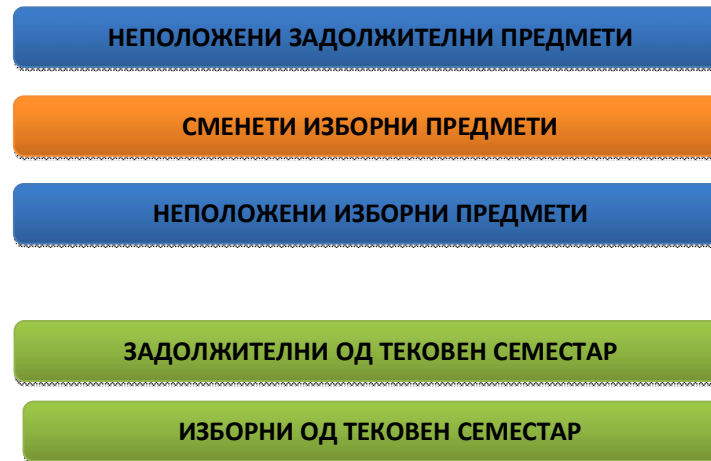 НЕПОЛОЖЕНИ ЗАДОЛЖИТЕЛНИ ПРЕДМЕТИ
СМЕНЕТИ ИЗБОРНИ ПРЕДМЕТИ
НЕПОЛОЖЕНИ ИЗБОРНИ ПРЕДМЕТИ
ЗАДОЛЖИТЕЛНИ ОД ТЕКОВЕН СЕМЕСТАР
ИЗБОРНИ ОД ТЕКОВЕН СЕМЕСТАР